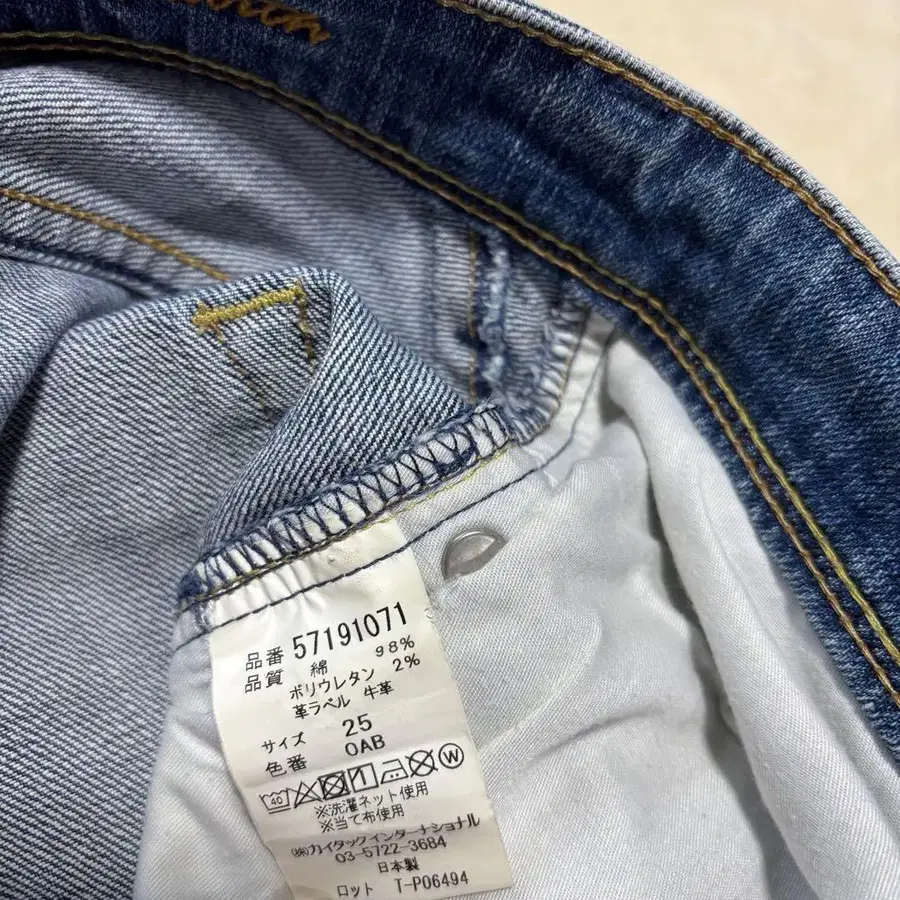 品番 57191071
品質 綿 98%
ポリウレタン 2%
革ラベル 牛革
サイズ 25
色番 0AB
40 W
※洗濯ネット使用
※当て布使用
㈱カイタックインターナショナル
03-5722-3684
日本製
ロット T-P06494